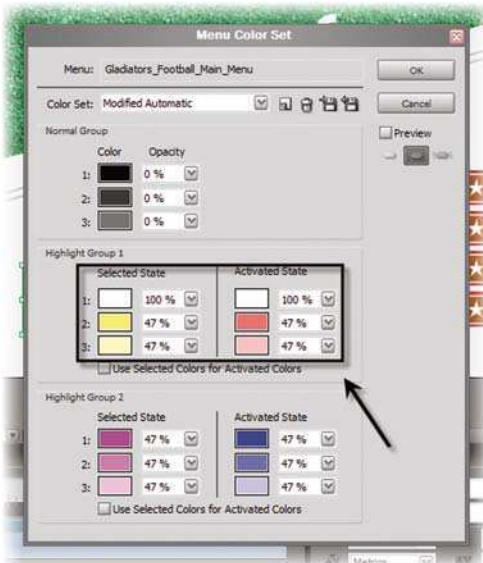 Menu Color Set
Menu: Gladiators_Football_Main_Menu
OK
Color Set: Modified Automatic
Cancel
Normal Group
Preview
Color Opacity
1: 0 %
2: 0 %
3: 0 %
Highlight Group 1
Selected State Activated State
1: 100 % 100 %
2: 47 % 47 %
3: 47 % 47 %
Use Selected Colors for Activated Colors
Highlight Group 2
Selected State Activated State
1: 47 % 47 %
2: 47 % 47 %
3: 47 % 47 %
Use Selected Colors for Activated Colors
Metrics